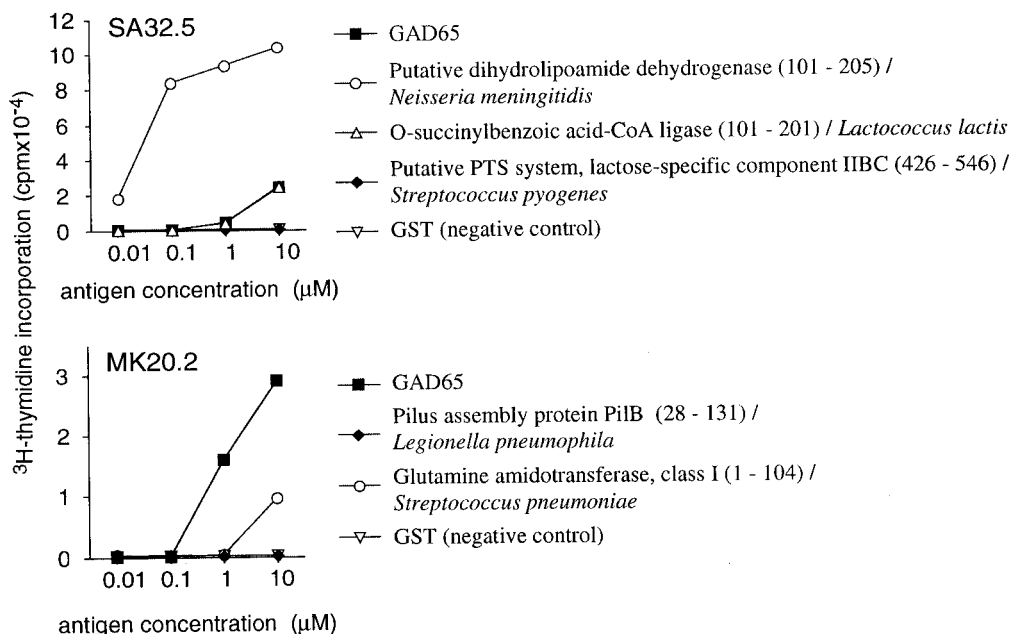 ³H-thymidine incorporation (cpmx10⁻⁴)
SA32.5
12
10
8
6
4
2
0
0.01 0.1 1 10
antigen concentration (μM)
GAD65
Putative dihydrolipoamide dehydrogenase (101 - 205) /
Neisseria meningitidis
O-succinylbenzoic acid-CoA ligase (101 - 201) / Lactococcus lactis
Putative PTS system, lactose-specific component IIBC (426 - 546) /
Streptococcus pyogenes
GST (negative control)
MK20.2
3
2
1
0
0.01 0.1 1 10
antigen concentration (μM)
GAD65
Pilus assembly protein PilB (28 - 131) /
Legionella pneumophila
Glutamine amidotransferase, class I (1 - 104) /
Streptococcus pneumoniae
GST (negative control)